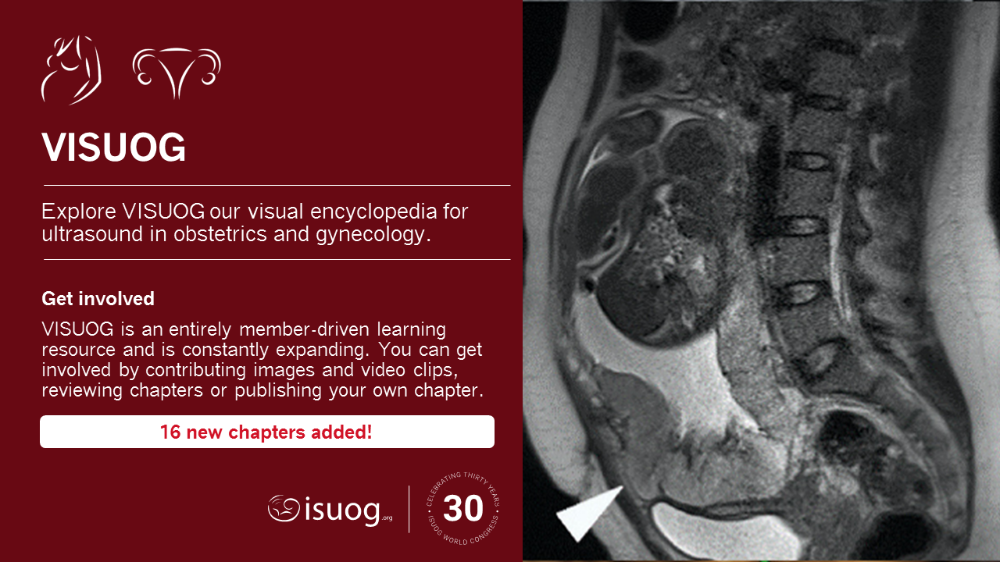 VISUOG
Explore VISUOG our visual encyclopedia for
ultrasound in obstetrics and gynecology.
Get involved
VISUOG is an entirely member-driven learning
resource and is constantly expanding. You can get
involved by contributing images and video clips,
reviewing chapters or publishing your own chapter.
16 new chapters added!
isuog.org
CELEBRATING THIRTY YEARS
30
ISUOG WORLD CONGRESS